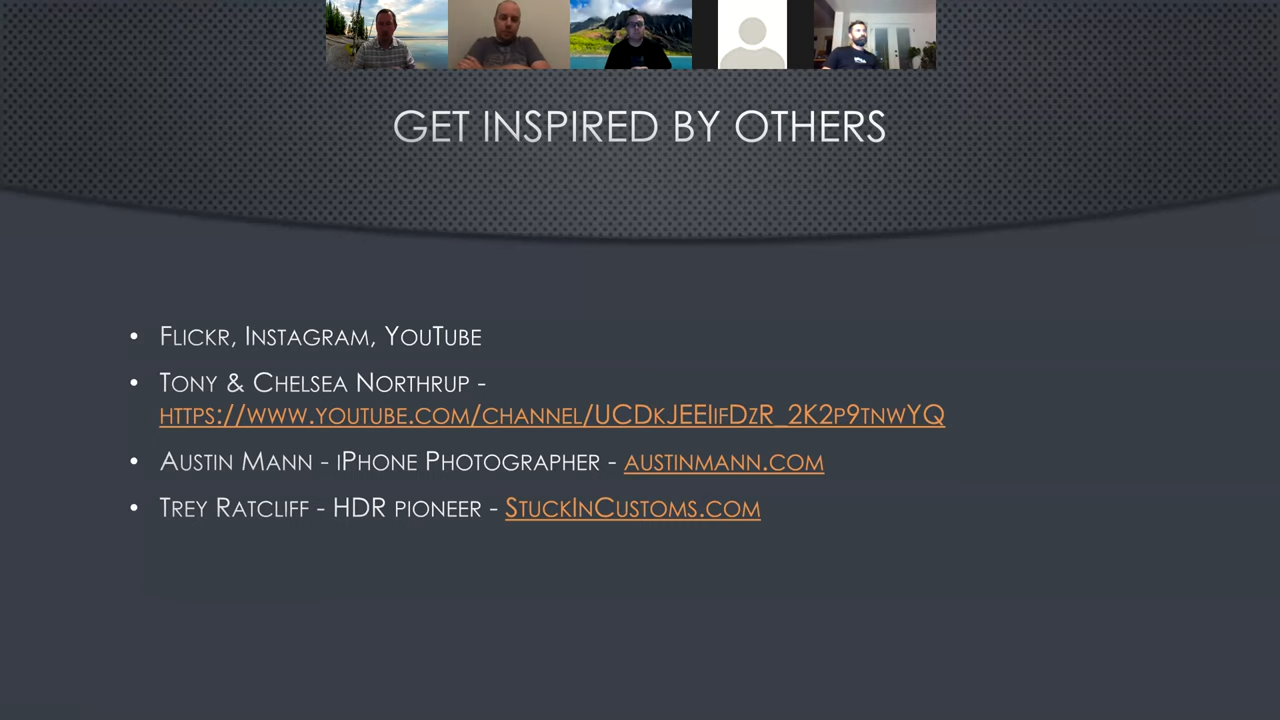 GET INSPIRED BY OTHERS
• Flickr, Instagram, YouTube
• Tony & Chelsea Northrup -
https://www.youtube.com/channel/UCDkJEEIifDzR_2K2p9tnwYQ
• Austin Mann - iPhone Photographer - austinmann.com
• Trey Ratcliff - HDR pioneer - StuckInCustoms.com